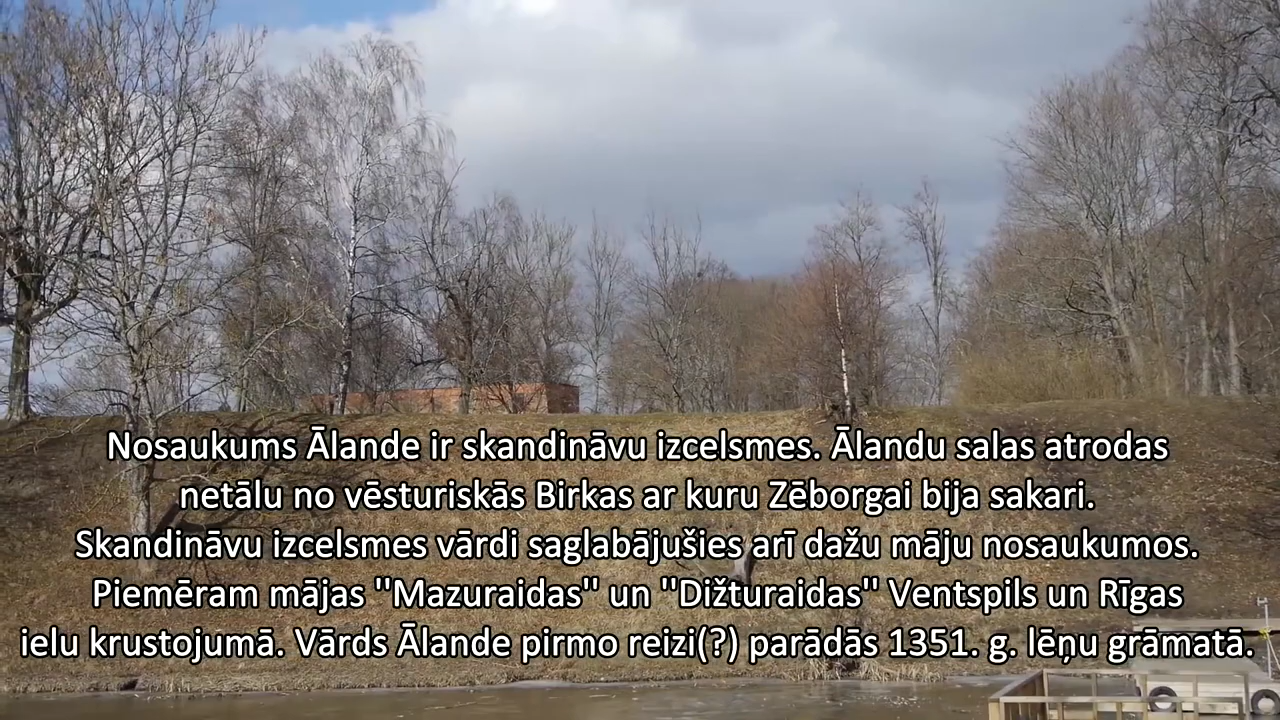 Nosaukums Ālande ir skandināvu izcelsmes. Ālandu salas atrodas
netālu no vēsturiskās Birkas ar kuru Zēborgai bija sakari.
Skandināvu izcelsmes vārdi saglabājušies arī dažu māju nosaukumos.
Piemēram mājas "Mazuraidas" un "Dižturaidas" Ventspils un Rīgas
ielu krustojumā. Vārds Ālande pirmo reizi(?) parādās 1351. g. lēņu grāmatā.